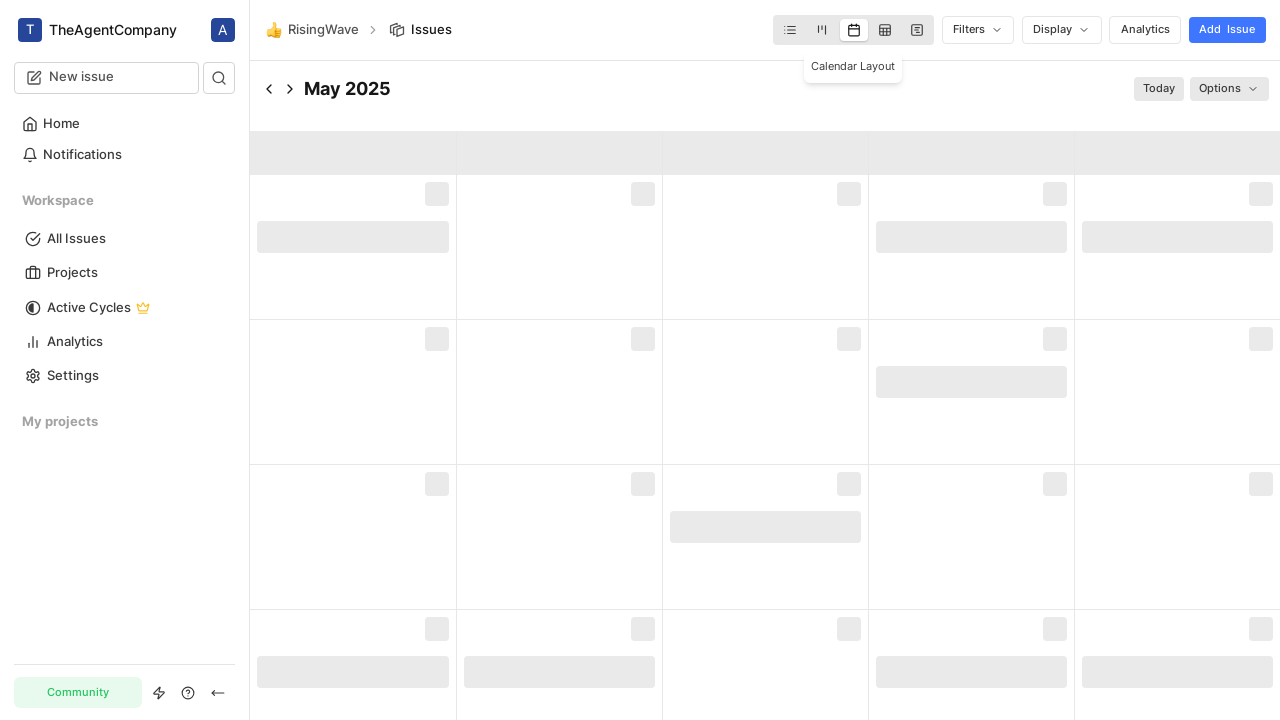 T TheAgentCompany A
New issue
Home
Notifications
Workspace
All Issues
Projects
Active Cycles
Analytics
Settings
My projects
Community
RisingWave Issues
Filters Display Analytics Add Issue
Calendar Layout
May 2025 Today Options